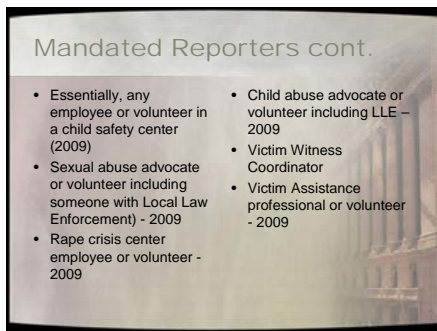 Mandated Reporters cont.
• Essentially, any
employee or volunteer in
a child safety center
(2009)
• Sexual abuse advocate
or volunteer including
someone with Local Law
Enforcement) - 2009
• Rape crisis center
employee or volunteer -
2009
• Child abuse advocate or
volunteer including LLE –
2009
• Victim Witness
Coordinator
• Victim Assistance
professional or volunteer
- 2009